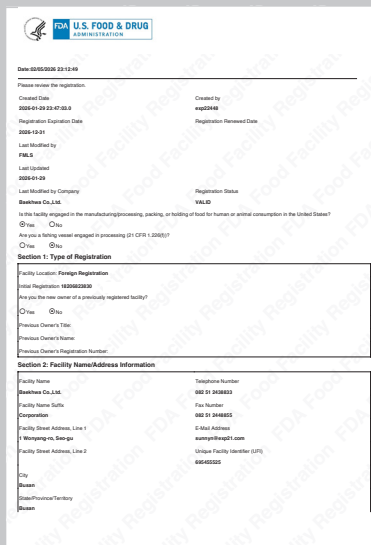 FDA U.S. FOOD & DRUG
ADMINISTRATION
Date:02/05/2026 23:12:49
Please review the registration.
Created Date Created by
2026-01-29 23:47:03.0 exp22448
Registration Expiration Date Registration Renewed Date
2026-12-31
Last Modified by
FMLS
Last Updated
2026-01-29
Last Modified by Company Registration Status
Baekhwa Co.,Ltd. VALID
Is this facility engaged in the manufacturing/processing, packing, or holding of food for human or animal consumption in the United States?
Yes No
Are you a fishing vessel engaged in processing (21 CFR 1.226(f))?
Yes No
Section 1: Type of Registration
Facility Location: Foreign Registration
Initial Registration 18206823830
Are you the new owner of a previously registered facility?
Yes No
Previous Owner's Title:
Previous Owner's Name:
Previous Owner's Registration Number:
Section 2: Facility Name/Address Information
Facility Name Telephone Number
Baekhwa Co.,Ltd. 082 51 2438833
Facility Name Suffix Fax Number
Corporation 082 51 2448855
Facility Street Address, Line 1 E-Mail Address
1 Wonyang-ro, Seo-gu sunnyn@exp21.com
Facility Street Address, Line 2 Unique Facility Identifier (UFI)
695455525
City
Busan
State/Province/Territory
Busan